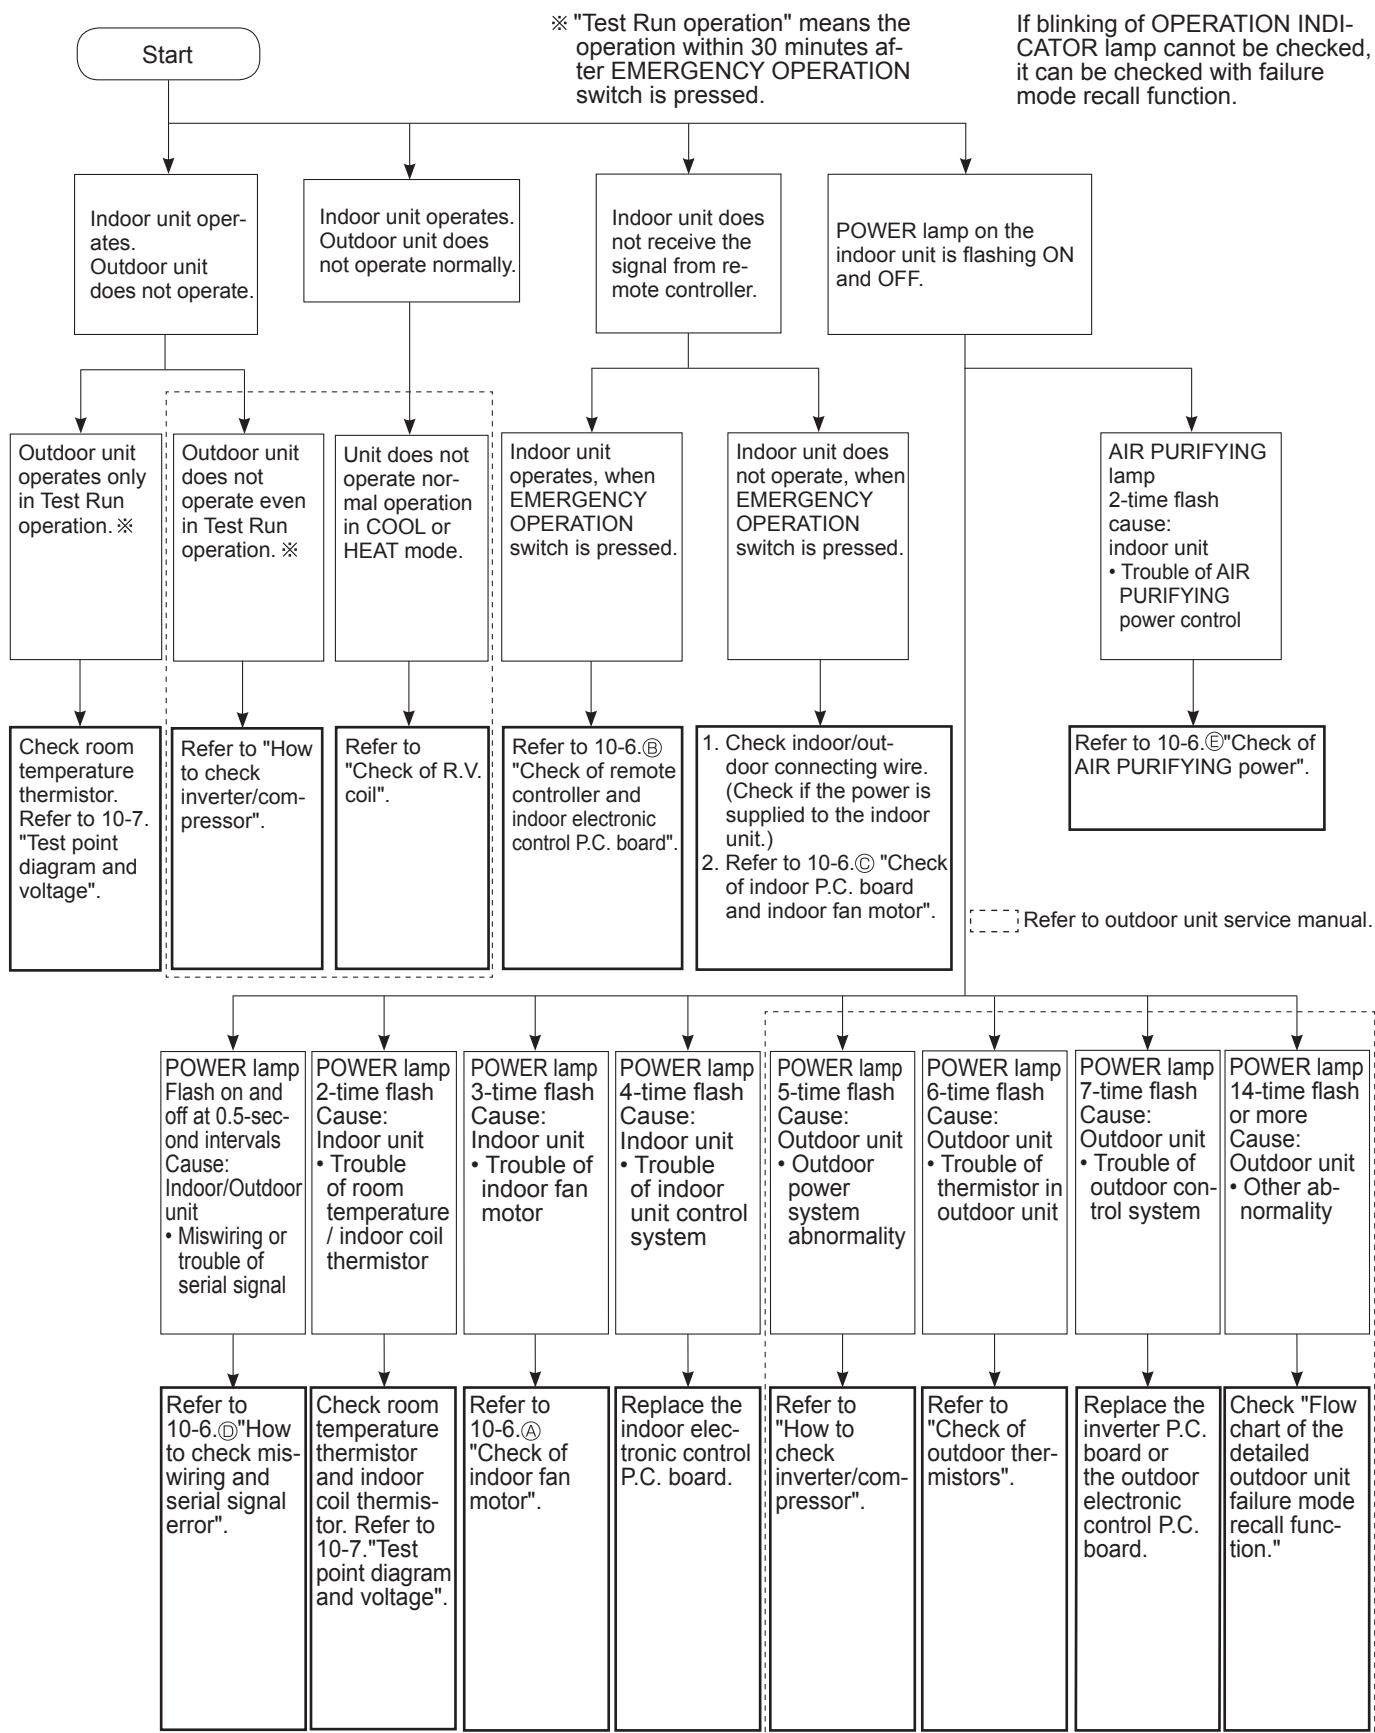 Start
※ "Test Run operation" means the
operation within 30 minutes af-
ter EMERGENCY OPERATION
switch is pressed.
If blinking of OPERATION INDI-
CATOR lamp cannot be checked,
it can be checked with failure
mode recall function.
Indoor unit oper-
ates.
Outdoor unit
does not operate.
Indoor unit operates.
Outdoor unit does
not operate normally.
Indoor unit does
not receive the
signal from re-
mote controller.
POWER lamp on the
indoor unit is flashing ON
and OFF.
Outdoor unit
operates only
in Test Run
operation. ※
Outdoor unit
does not
operate even
in Test Run
operation. ※
Unit does not
operate nor-
mal operation
in COOL or
HEAT mode.
Indoor unit
operates, when
EMERGENCY
OPERATION
switch is pressed.
Indoor unit does
not operate, when
EMERGENCY
OPERATION
switch is pressed.
AIR PURIFYING
lamp
2-time flash
cause:
indoor unit
• Trouble of AIR
PURIFYING
power control
Check room
temperature
thermistor.
Refer to 10-7.
"Test point
diagram and
voltage".
Refer to "How
to check
inverter/com-
pressor".
Refer to
"Check of R.V.
coil".
Refer to 10-6.Ⓑ
"Check of remote
controller and
indoor electronic
control P.C. board".
1. Check indoor/out-
door connecting wire.
(Check if the power is
supplied to the indoor
unit.)
2. Refer to 10-6.Ⓒ "Check
of indoor P.C. board
and indoor fan motor".
Refer to 10-6.Ⓔ"Check of
AIR PURIFYING power".
Refer to outdoor unit service manual.
POWER lamp
Flash on and
off at 0.5-sec-
ond intervals
Cause:
Indoor/Outdoor
unit
• Miswiring or
trouble of
serial signal
POWER lamp
2-time flash
Cause:
Indoor unit
• Trouble
of room
temperature
/ indoor coil
thermistor
POWER lamp
3-time flash
Cause:
Indoor unit
• Trouble of
indoor fan
motor
POWER lamp
4-time flash
Cause:
Indoor unit
• Trouble
of indoor
unit control
system
POWER lamp
5-time flash
Cause:
Outdoor unit
• Outdoor
power
system
abnormality
POWER lamp
6-time flash
Cause:
Outdoor unit
• Trouble of
thermistor in
outdoor unit
POWER lamp
7-time flash
Cause:
Outdoor unit
• Trouble of
outdoor con-
trol system
POWER lamp
14-time flash
or more
Cause:
Outdoor unit
• Other ab-
normality
Refer to
10-6.Ⓓ"How
to check mis-
wiring and
serial signal
error".
Check room
temperature
thermistor
and indoor
coil thermis-
tor. Refer to
10-7."Test
point diagram
and voltage".
Refer to
10-6.Ⓐ
"Check of
indoor fan
motor".
Replace the
indoor elec-
tronic control
P.C. board.
Refer to
"How to
check
inverter/com-
pressor".
Refer to
"Check of
outdoor ther-
mistors".
Replace the
inverter P.C.
board or
the outdoor
electronic
control P.C.
board.
Check "Flow
chart of the
detailed
outdoor unit
failure mode
recall func-
tion."